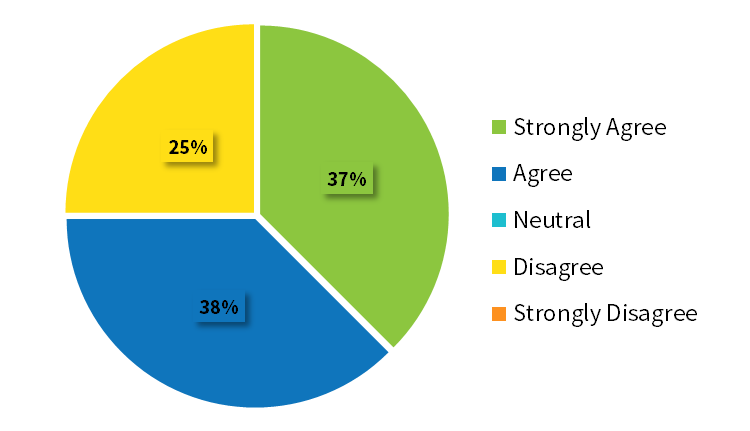 25%
37%
38%
Strongly Agree
Agree
Neutral
Disagree
Strongly Disagree